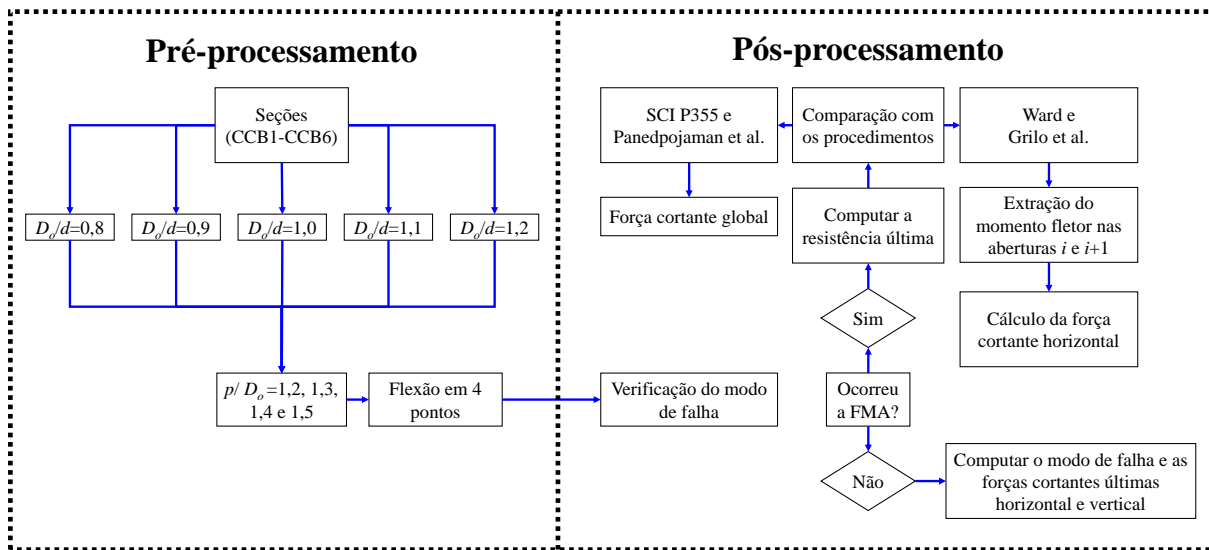 Pré-processamento
Seções
(CCB1-CCB6)
Dₒ/d=0,8
Dₒ/d=0,9
Dₒ/d=1,0
Dₒ/d=1,1
Dₒ/d=1,2
p/ Dₒ =1,2, 1,3,
1,4 e 1,5
Flexão em 4
pontos
Pós-processamento
SCI P355 e
Panedpojaman et al.
Comparação com
os procedimentos
Ward e
Grilo et al.
Força cortante global
Computar a
resistência última
Extração do
momento fletor nas
aberturas i e i+1
Sim
Cálculo da força
cortante horizontal
Verificação do modo
de falha
Ocorreu
a FMA?
Não
Computar o modo de falha e as
forças cortantes últimas
horizontal e vertical